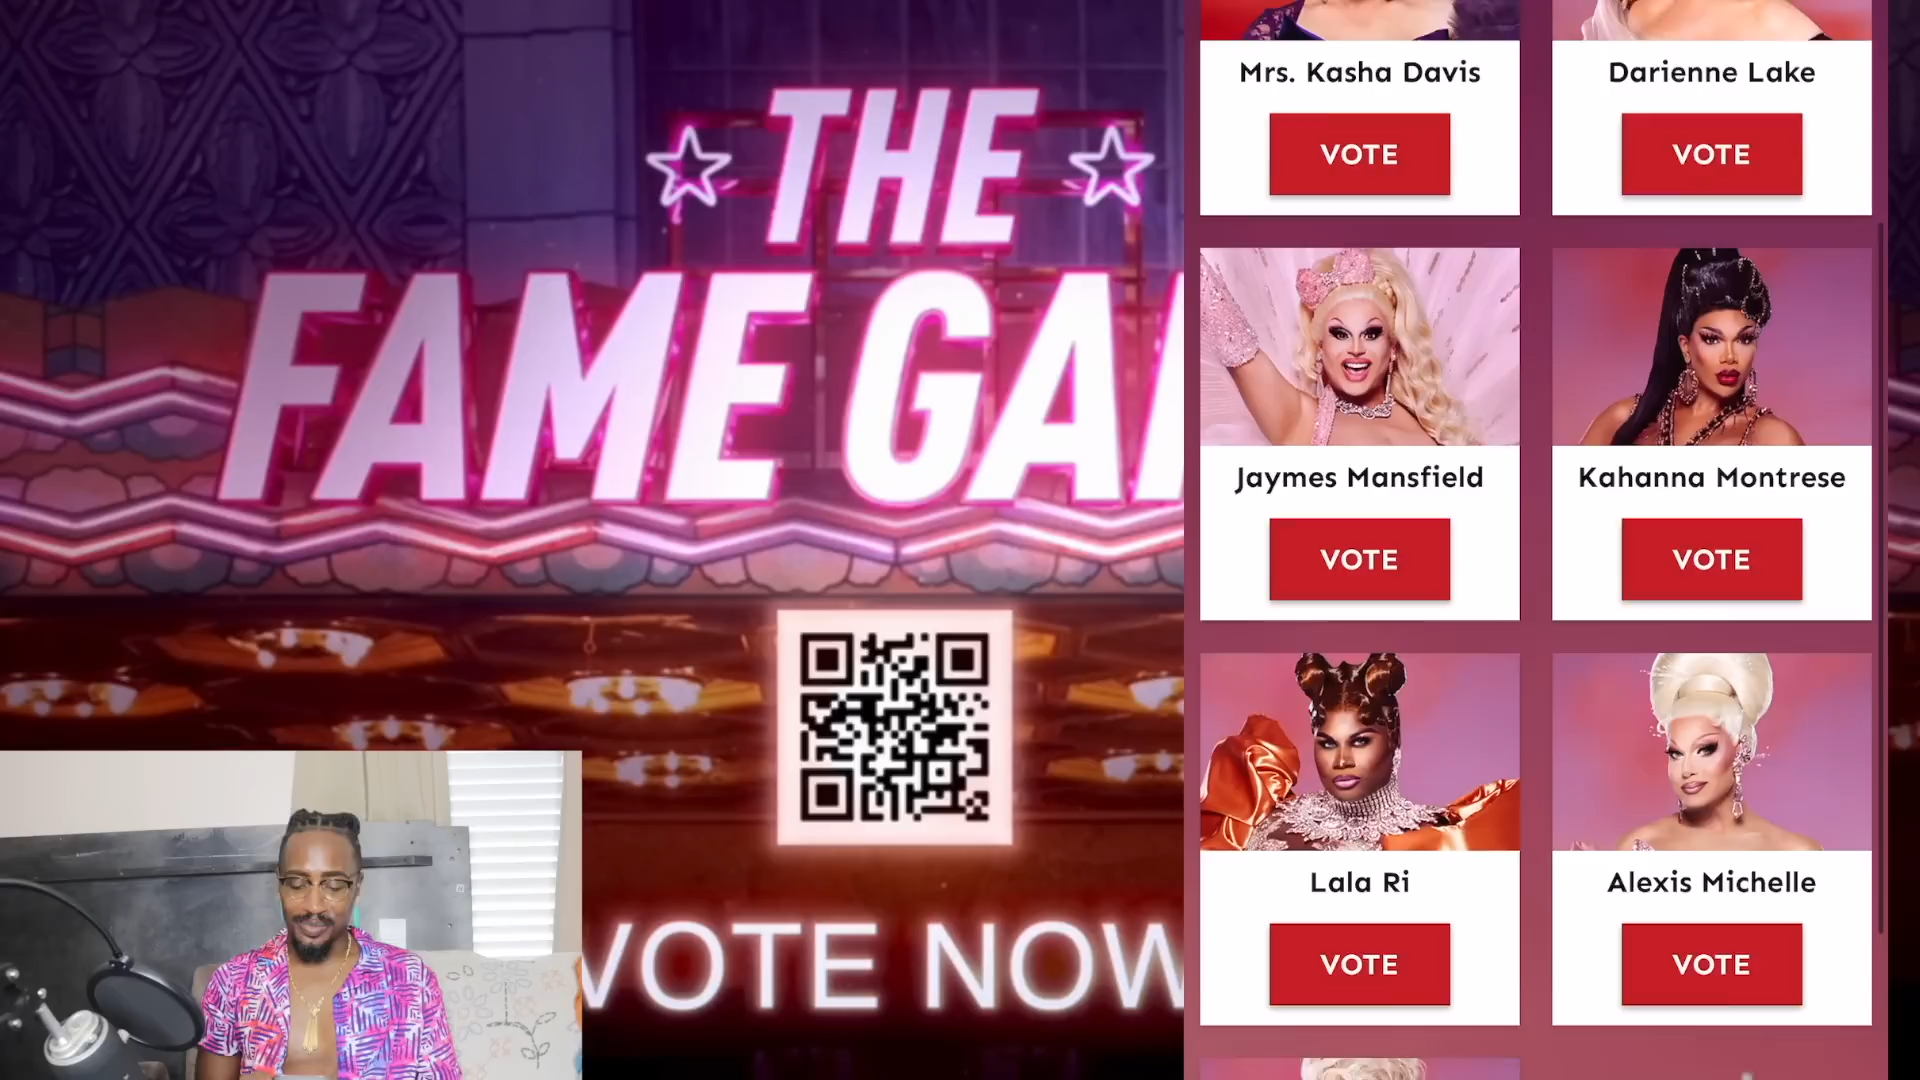 THE
FAME GA
VOTE NOW
Mrs. Kasha Davis
Darienne Lake
VOTE
VOTE
Jaymes Mansfield
Kahanna Montrese
VOTE
VOTE
Lala Ri
Alexis Michelle
VOTE
VOTE